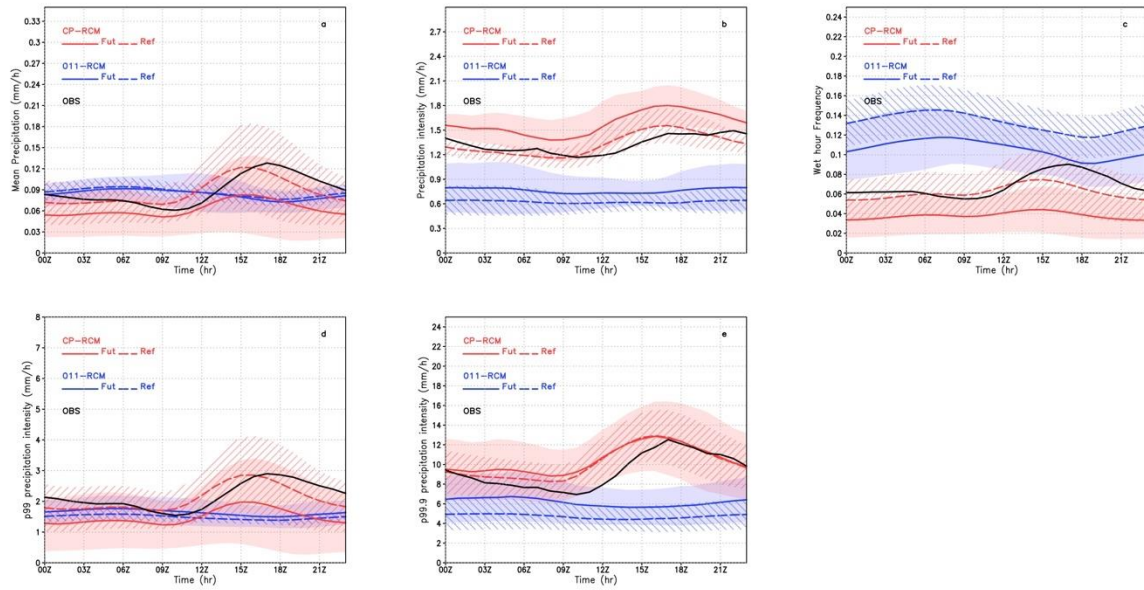 a
CP-RCM
Fut Ref
011-RCM
Fut Ref
OBS
Mean Precipitation (mm/h)
0.33
0.3
0.27
0.24
0.21
0.18
0.15
0.12
0.09
0.06
0.03
0
00Z 03Z 06Z 09Z 12Z 15Z 18Z 21Z
Time (hr)
b
CP-RCM
Fut Ref
011-RCM
Fut Ref
OBS
Precipitation intensity (mm/h)
2.7
2.4
2.1
1.8
1.5
1.2
0.9
0.6
0.3
0
00Z 03Z 06Z 09Z 12Z 15Z 18Z 21Z
Time (hr)
c
CP-RCM
Fut Ref
011-RCM
Fut Ref
OBS
Wet hour Frequency
0.24
0.22
0.2
0.18
0.16
0.14
0.12
0.1
0.08
0.06
0.04
0.02
0
00Z 03Z 06Z 09Z 12Z 15Z 18Z 21Z
Time (hr)
d
CP-RCM
Fut Ref
011-RCM
Fut Ref
OBS
p99 precipitation intensity (mm/h)
8
7
6
5
4
3
2
1
0
00Z 03Z 06Z 09Z 12Z 15Z 18Z 21Z
Time (hr)
e
CP-RCM
Fut Ref
011-RCM
Fut Ref
OBS
p99.9 precipitation intensity (mm/h)
24
22
20
18
16
14
12
10
8
6
4
2
0
00Z 03Z 06Z 09Z 12Z 15Z 18Z 21Z
Time (hr)